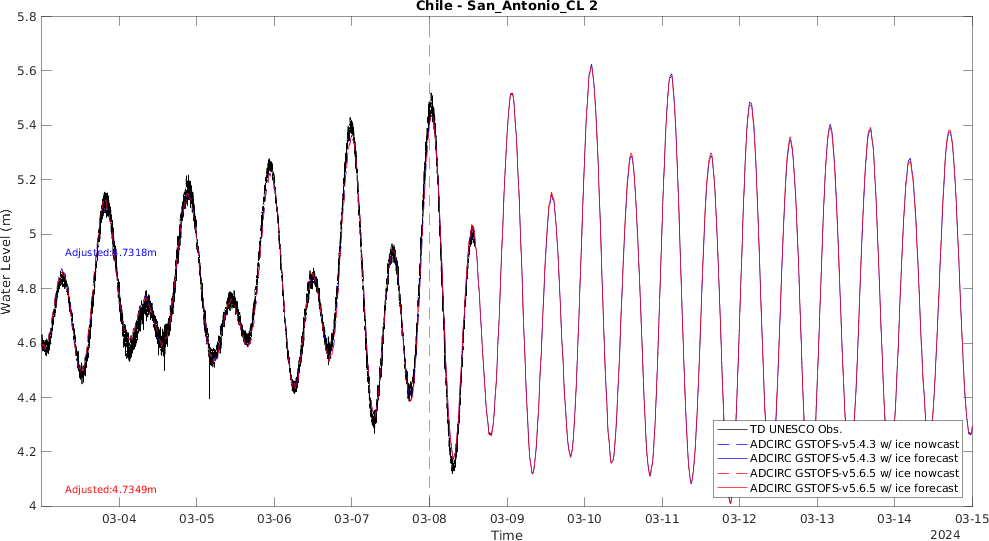 Chile - San_Antonio_CL 2
5.8
5.6
5.4
5.2
5
4.8
4.6
4.4
4.2
4
Water Level (m)
Adjusted:4.7318m
Adjusted:4.7349m
TD UNESCO Obs.
ADCIRC GSTOFS-v5.4.3 w/ ice nowcast
ADCIRC GSTOFS-v5.4.3 w/ ice forecast
ADCIRC GSTOFS-v5.6.5 w/ ice nowcast
ADCIRC GSTOFS-v5.6.5 w/ ice forecast
03-04 03-05 03-06 03-07 03-08 03-09 03-10 03-11 03-12 03-13 03-14 03-15
Time
2024